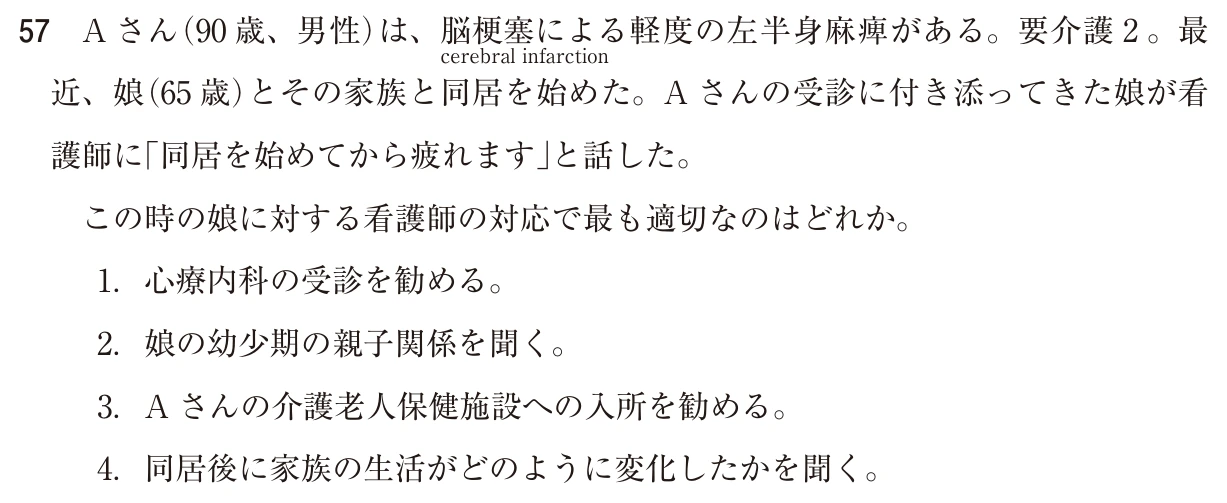 57 Aさん(90歳、男性)は、脳梗塞による軽度の左半身麻痺がある。要介護2。最
cerebral infarction
近、娘(65歳)とその家族と同居を始めた。Aさんの受診に付き添ってきた娘が看
護師に「同居を始めてから疲れます」と話した。
この時の娘に対する看護師の対応で最も適切なのはどれか。
1. 心療内科の受診を勧める。
2. 娘の幼少期の親子関係を聞く。
3. Aさんの介護老人保健施設への入所を勧める。
4. 同居後に家族の生活がどのように変化したかを聞く。